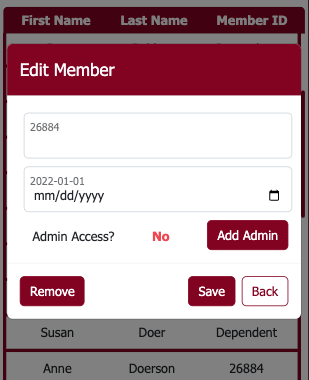 First Name Last Name Member ID
Edit Member
26884
2022-01-01
mm/dd/yyyy
Admin Access? No Add Admin
Remove Save Back
Susan Doer Dependent
Anne Doerson 26884